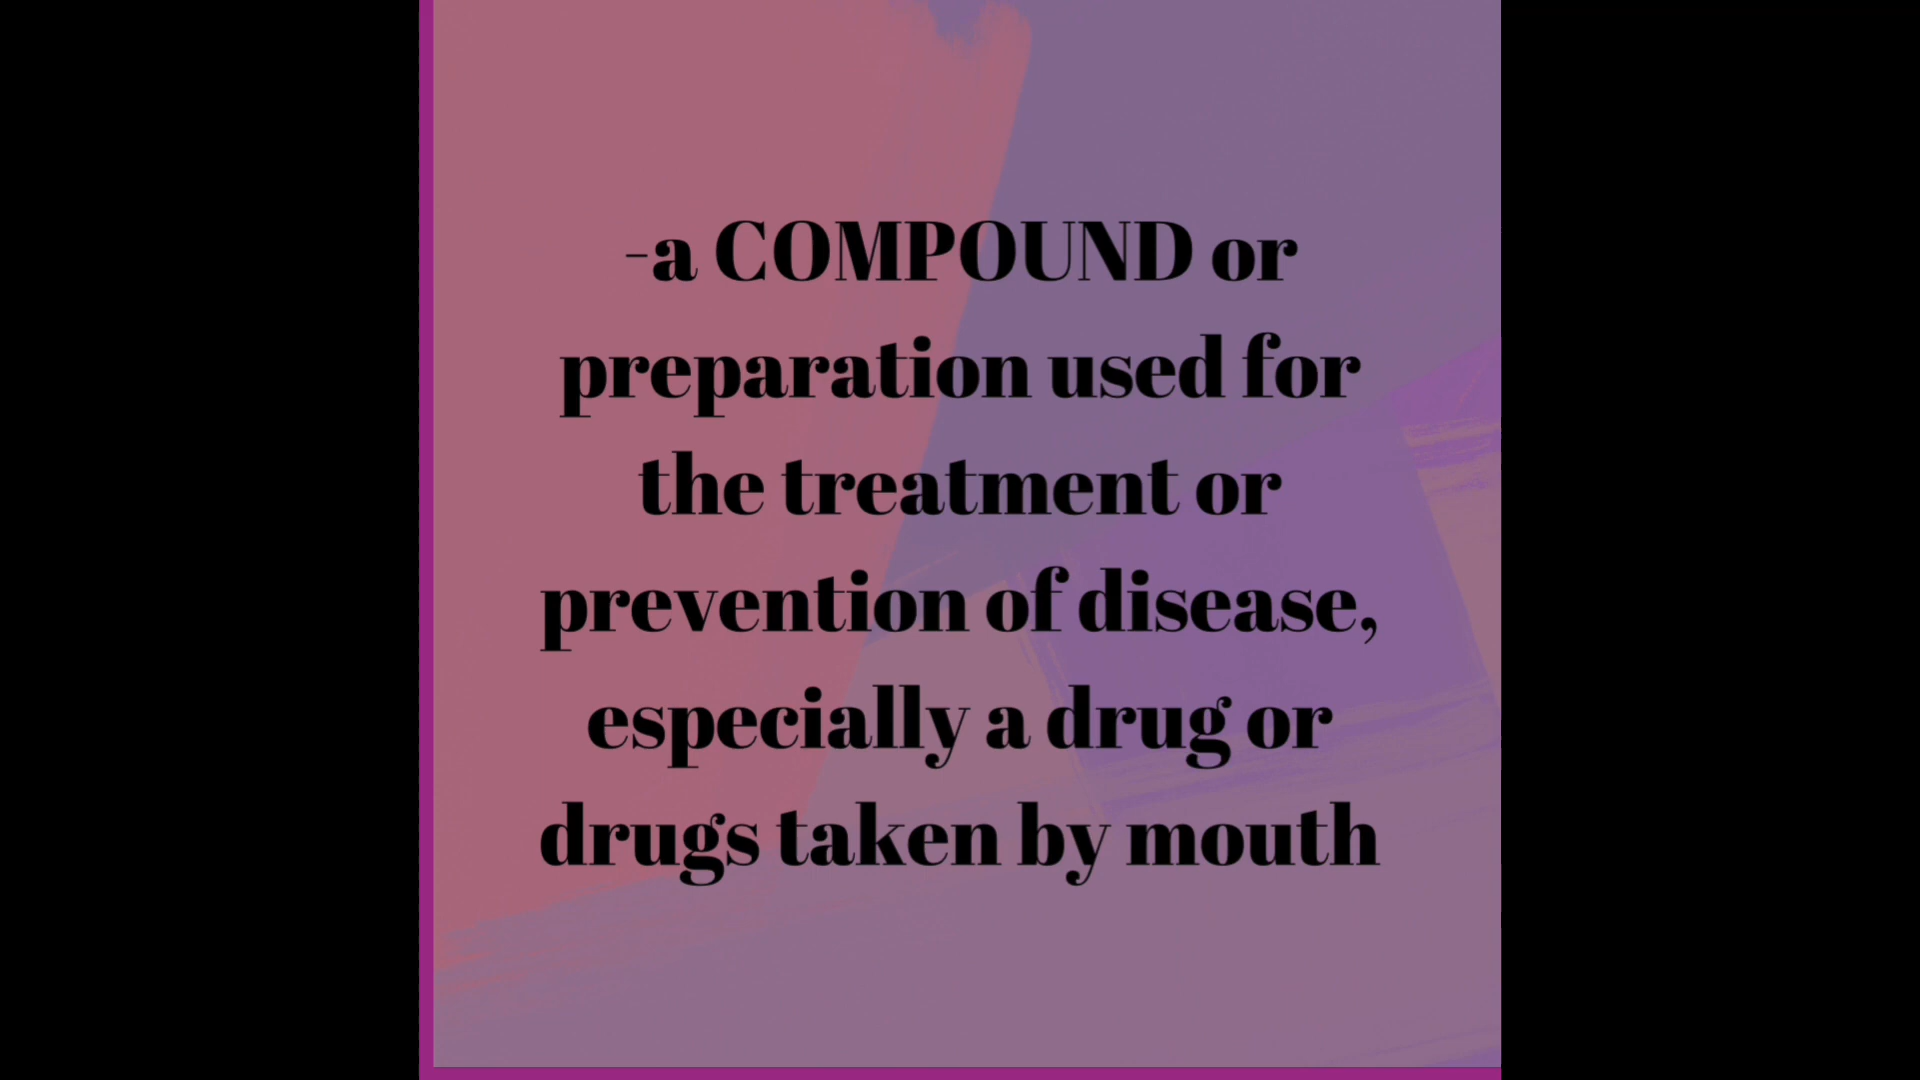 -a COMPOUND or
preparation used for
the treatment or
prevention of disease,
especially a drug or
drugs taken by mouth